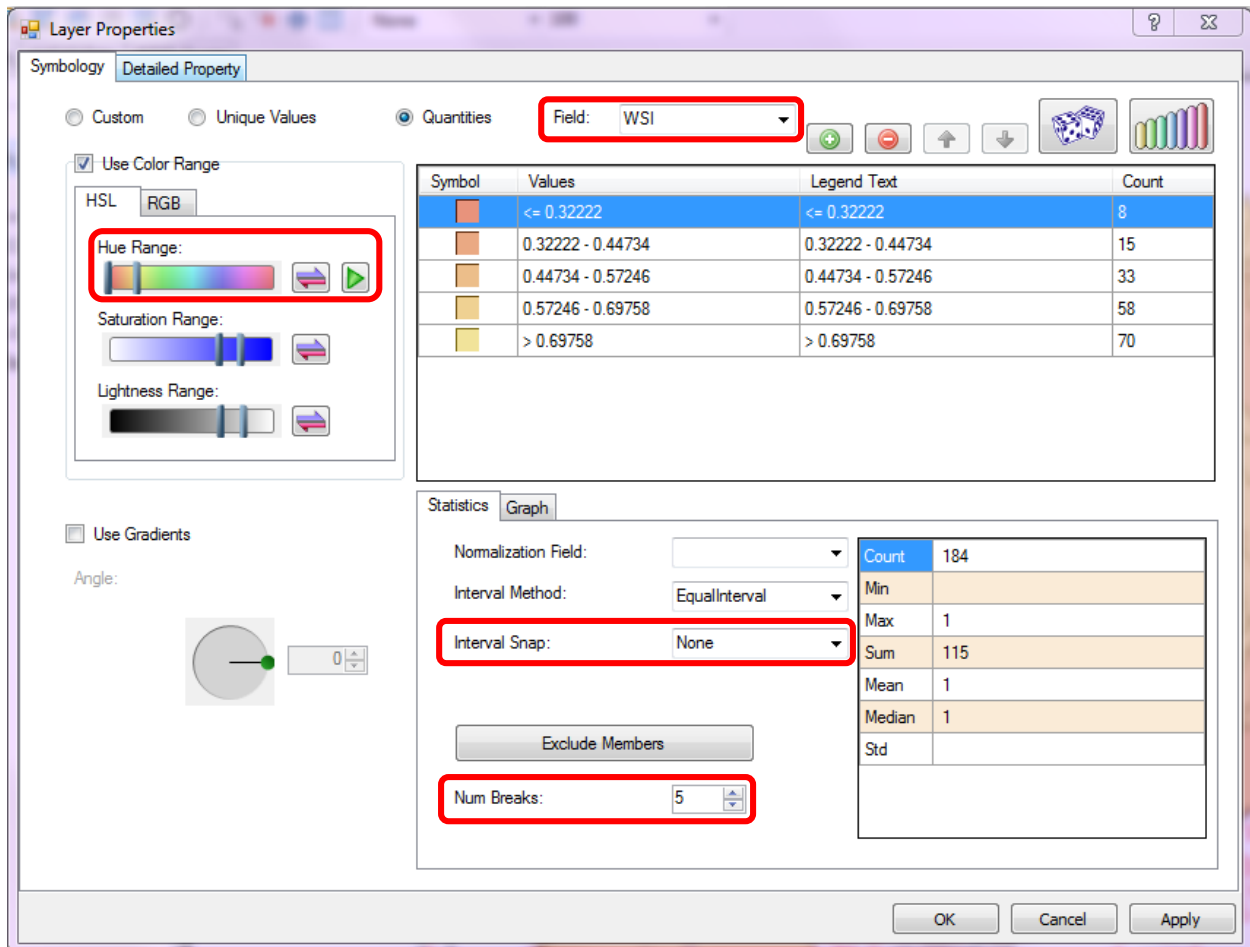 Layer Properties
Symbology Detailed Property
Custom Unique Values Quantities Field: WSI
Use Color Range
HSL RGB
Hue Range:
Saturation Range:
Lightness Range:
Symbol Values Legend Text Count
<= 0.32222 <= 0.32222 8
0.32222 - 0.44734 0.32222 - 0.44734 15
0.44734 - 0.57246 0.44734 - 0.57246 33
0.57246 - 0.69758 0.57246 - 0.69758 58
> 0.69758 > 0.69758 70
Use Gradients
Angle:
0
Statistics Graph
Normalization Field:
Interval Method: EqualInterval
Interval Snap: None
Exclude Members
Num Breaks: 5
Count 184
Min
Max 1
Sum 115
Mean 1
Median 1
Std
OK Cancel Apply